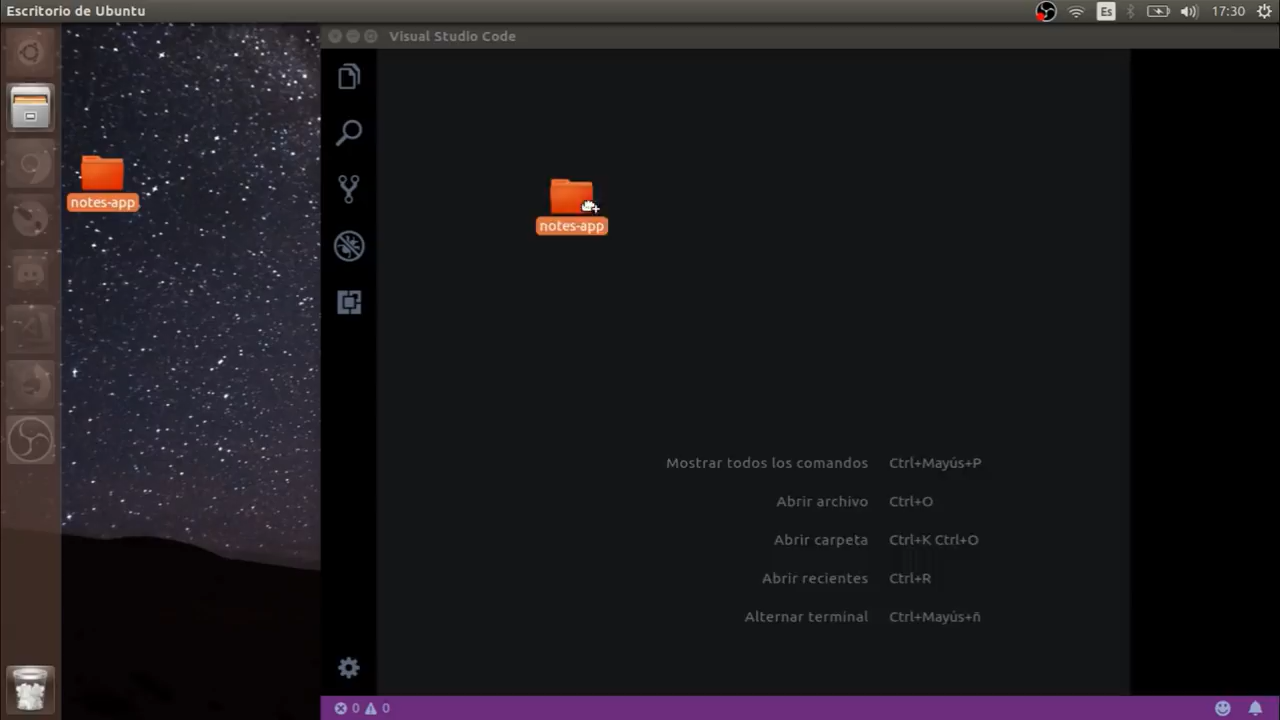 Escritorio de Ubuntu
Es
17:30
Visual Studio Code
notes-app
notes-app
Mostrar todos los comandos Ctrl+Mayús+P
Abrir archivo Ctrl+O
Abrir carpeta Ctrl+K Ctrl+O
Abrir recientes Ctrl+R
Alternar terminal Ctrl+Mayús+ñ
0 0